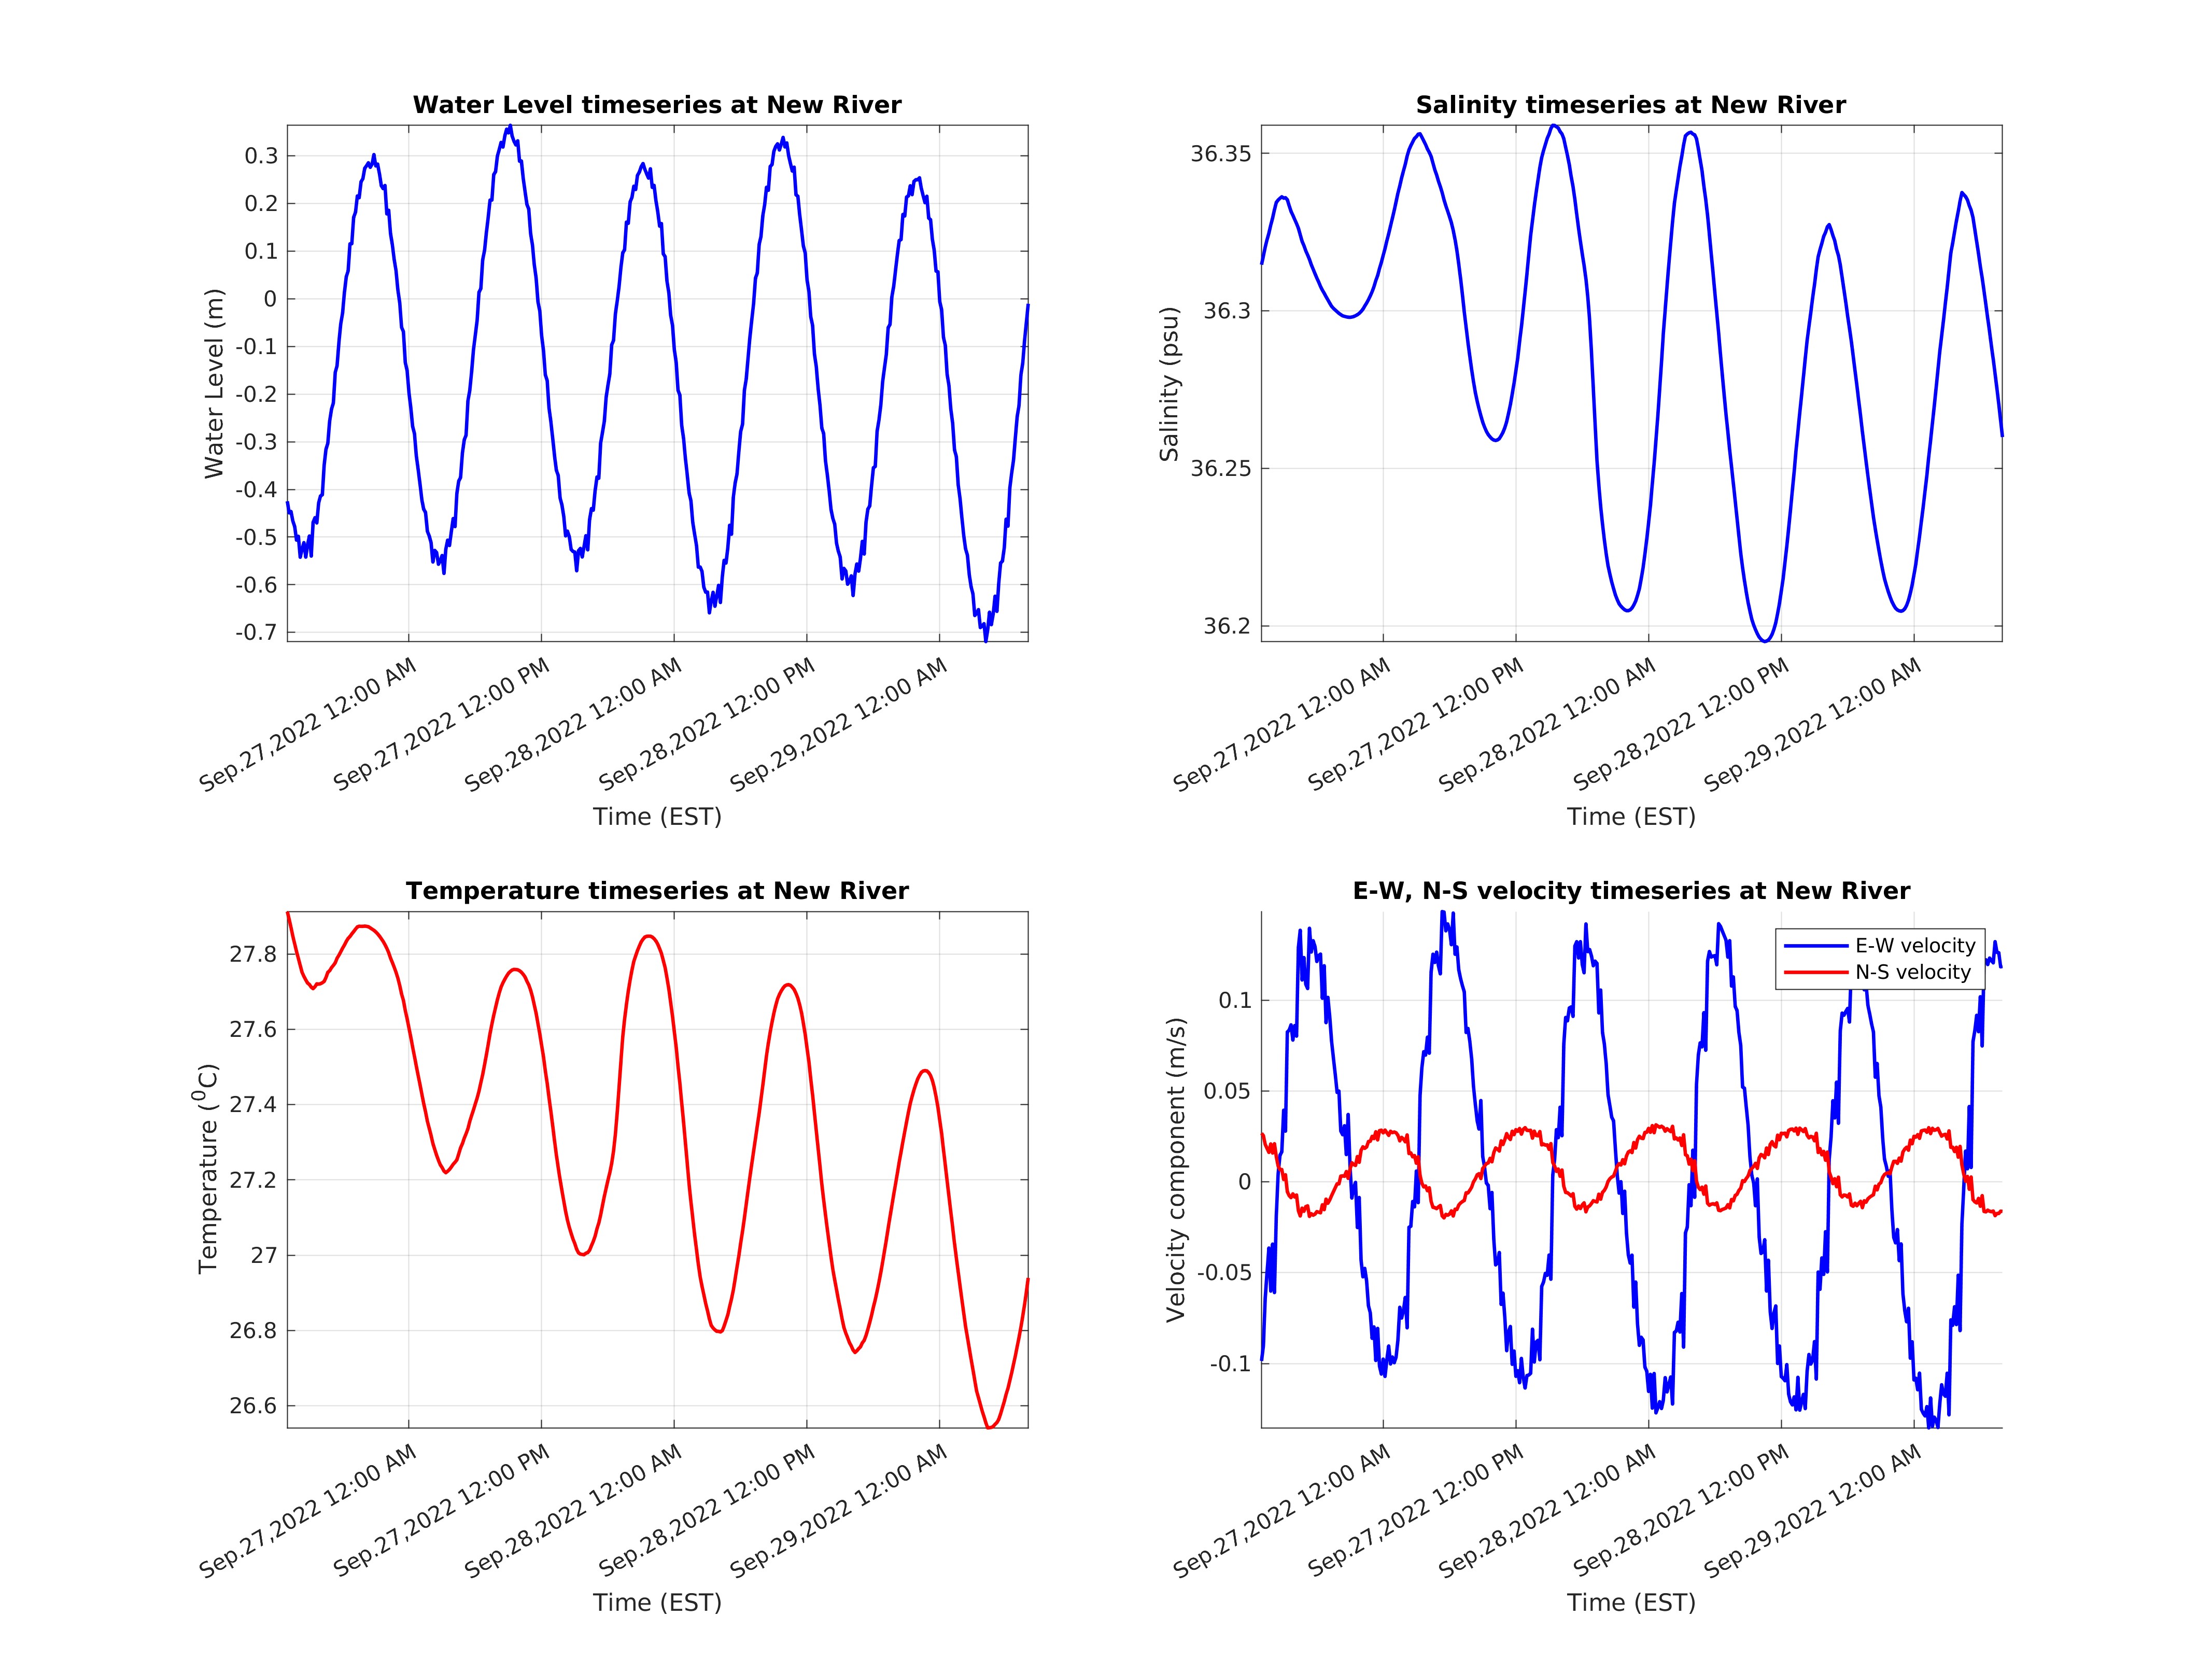 Water Level timeseries at New River
Water Level (m)
0.3
0.2
0.1
0
-0.1
-0.2
-0.3
-0.4
-0.5
-0.6
-0.7
Sep.27,2022 12:00 AM
Sep.27,2022 12:00 PM
Sep.28,2022 12:00 AM
Sep.28,2022 12:00 PM
Sep.29,2022 12:00 AM
Time (EST)
Salinity timeseries at New River
Salinity (psu)
36.35
36.3
36.25
36.2
Sep.27,2022 12:00 AM
Sep.27,2022 12:00 PM
Sep.28,2022 12:00 AM
Sep.28,2022 12:00 PM
Sep.29,2022 12:00 AM
Time (EST)
Temperature timeseries at New River
Temperature (⁰C)
27.8
27.6
27.4
27.2
27
26.8
26.6
Sep.27,2022 12:00 AM
Sep.27,2022 12:00 PM
Sep.28,2022 12:00 AM
Sep.28,2022 12:00 PM
Sep.29,2022 12:00 AM
Time (EST)
E-W, N-S velocity timeseries at New River
Velocity component (m/s)
0.1
0.05
0
-0.05
-0.1
E-W velocity
N-S velocity
Sep.27,2022 12:00 AM
Sep.27,2022 12:00 PM
Sep.28,2022 12:00 AM
Sep.28,2022 12:00 PM
Sep.29,2022 12:00 AM
Time (EST)